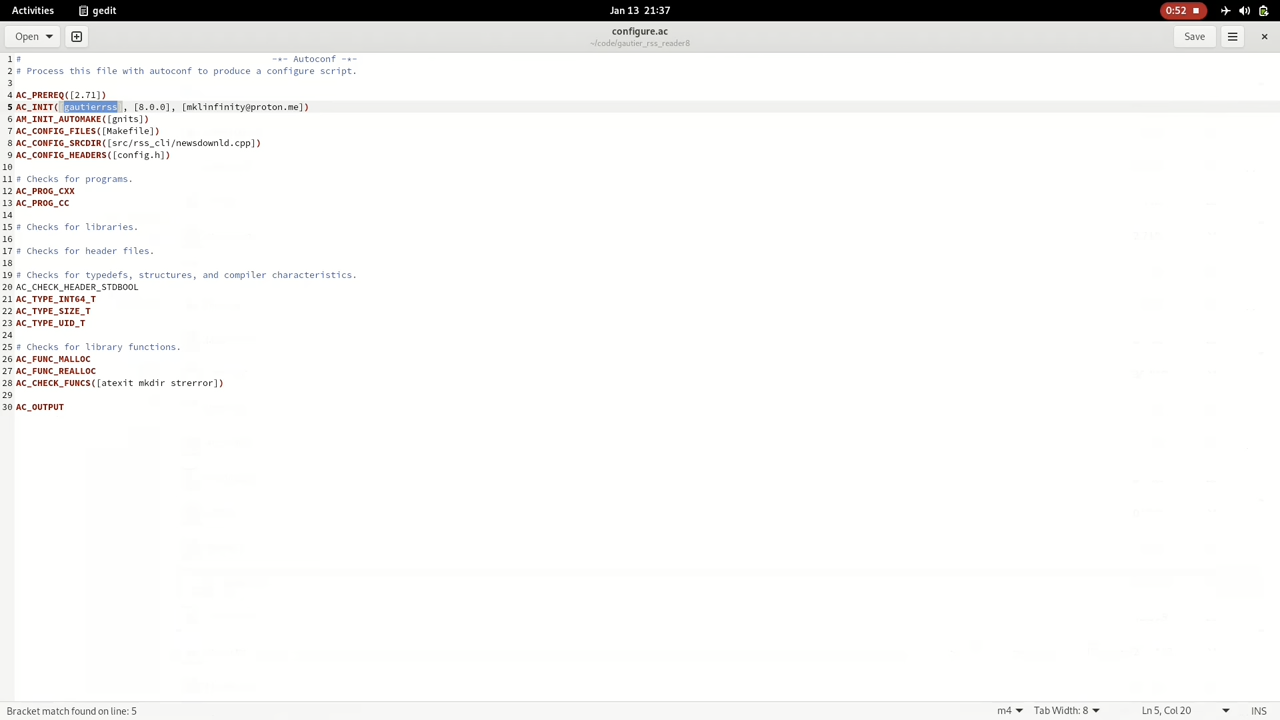 Activities
gedit
Jan 13 21:37
0:52
Open
configure.ac
~/code/gautier_rss_reader8
Save
1 # -*- Autoconf -*-
2 # Process this file with autoconf to produce a configure script.
3
4 AC_PREREQ([2.71])
5 AC_INIT([gautierrss], [8.0.0], [mklinfinity@proton.me])
6 AM_INIT_AUTOMAKE([gnits])
7 AC_CONFIG_FILES([Makefile])
8 AC_CONFIG_SRCDIR([src/rss_cli/newsdownld.cpp])
9 AC_CONFIG_HEADERS([config.h])
10
11 # Checks for programs.
12 AC_PROG_CXX
13 AC_PROG_CC
14
15 # Checks for libraries.
16
17 # Checks for header files.
18
19 # Checks for typedefs, structures, and compiler characteristics.
20 AC_CHECK_HEADER_STDBOOL
21 AC_TYPE_INT64_T
22 AC_TYPE_SIZE_T
23 AC_TYPE_UID_T
24
25 # Checks for library functions.
26 AC_FUNC_MALLOC
27 AC_FUNC_REALLOC
28 AC_CHECK_FUNCS([atexit mkdir strerror])
29
30 AC_OUTPUT
Bracket match found on line: 5
m4
Tab Width: 8
Ln 5, Col 20
INS